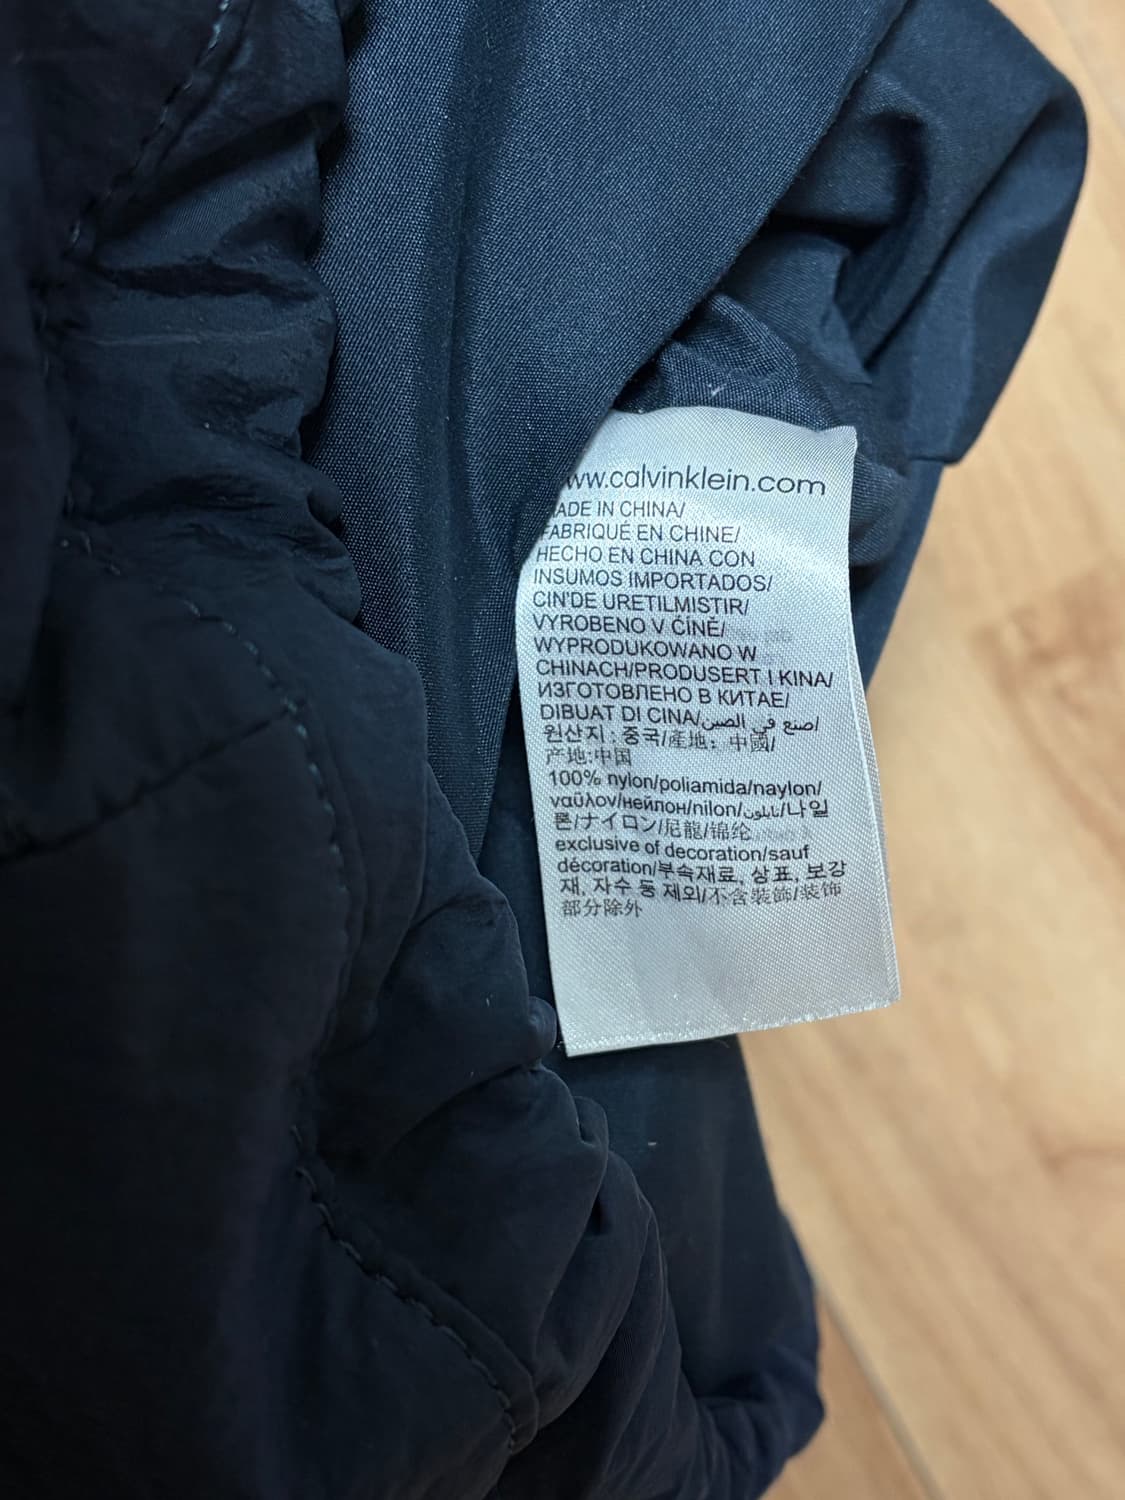 ww.calvinklein.com
ADE IN CHINA/
FABRIQUÉ EN CHINE/
HECHO EN CHINA CON
INSUMOS IMPORTADOS/
CIN'DE URETILMISTIR/
VYROBENO V ČÍNĚ/
WYPRODUKOWANO W
CHINACH/PRODUSERT I KINA/
ИЗГОТОВЛЕНО В КИТАЕ/
DIBUAT DI CINA/صنع في الصين/
원산지 : 중국/產地：中國/
产地:中国
100% nylon/poliamida/naylon/
ναϋλον/нейлон/nilon/نايلون/나일
론/ナイロン/尼龍/锦纶
exclusive of decoration/sauf
décoration/부속재료, 상표, 보강
재, 자수 등 제외/不含裝飾/装饰
部分除外